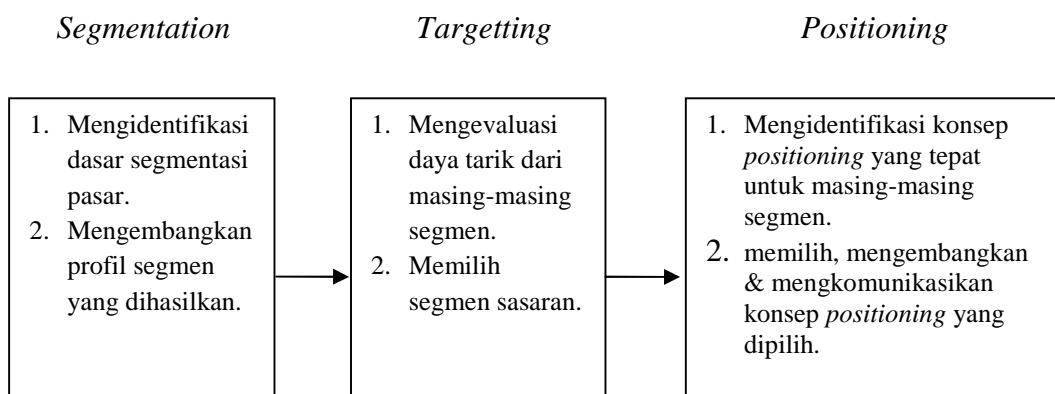 Segmentation
Targetting
Positioning
1. Mengidentifikasi
dasar segmentasi
pasar.
2. Mengembangkan
profil segmen
yang dihasilkan.
1. Mengevaluasi
daya tarik dari
masing-masing
segmen.
2. Memilih
segmen sasaran.
1. Mengidentifikasi konsep
positioning yang tepat
untuk masing-masing
segmen.
2. memilih, mengembangkan
& mengkomunikasikan
konsep positioning yang
dipilih.